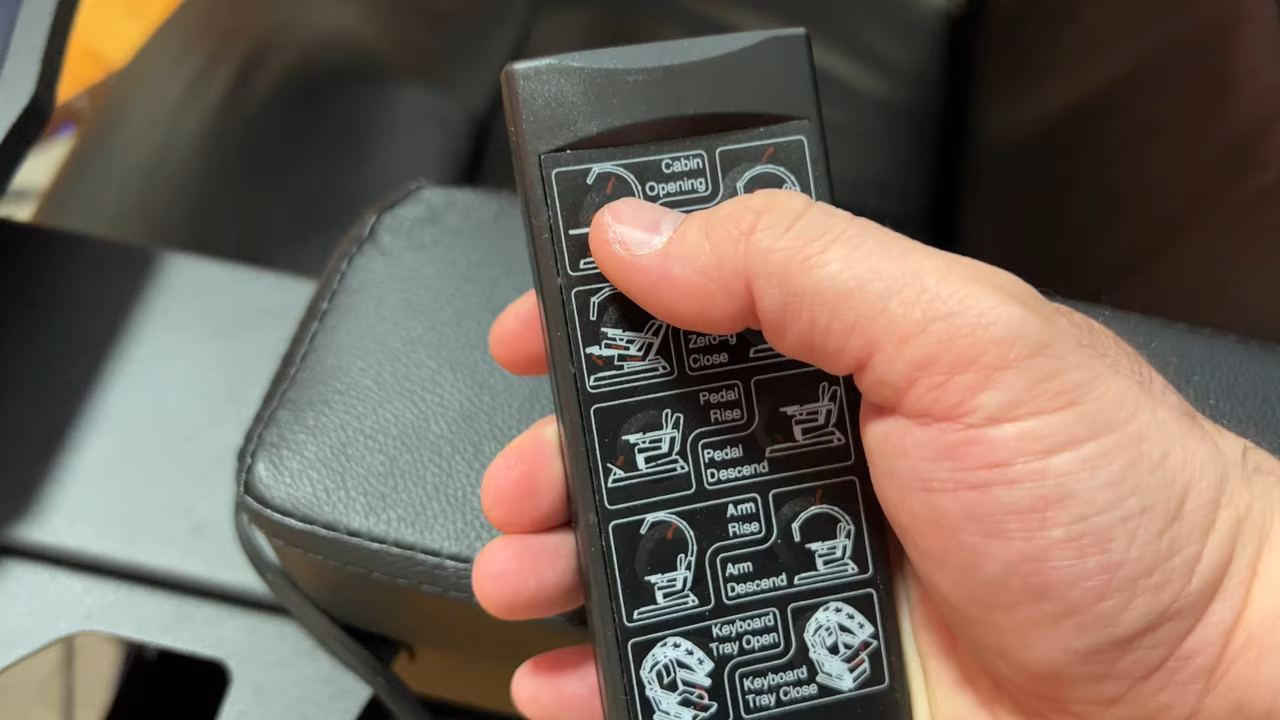 Cabin
Opening
Zero-g
Close
Pedal
Rise
Pedal
Descend
Arm
Rise
Arm
Descend
Keyboard
Tray Open
Keyboard
Tray Close